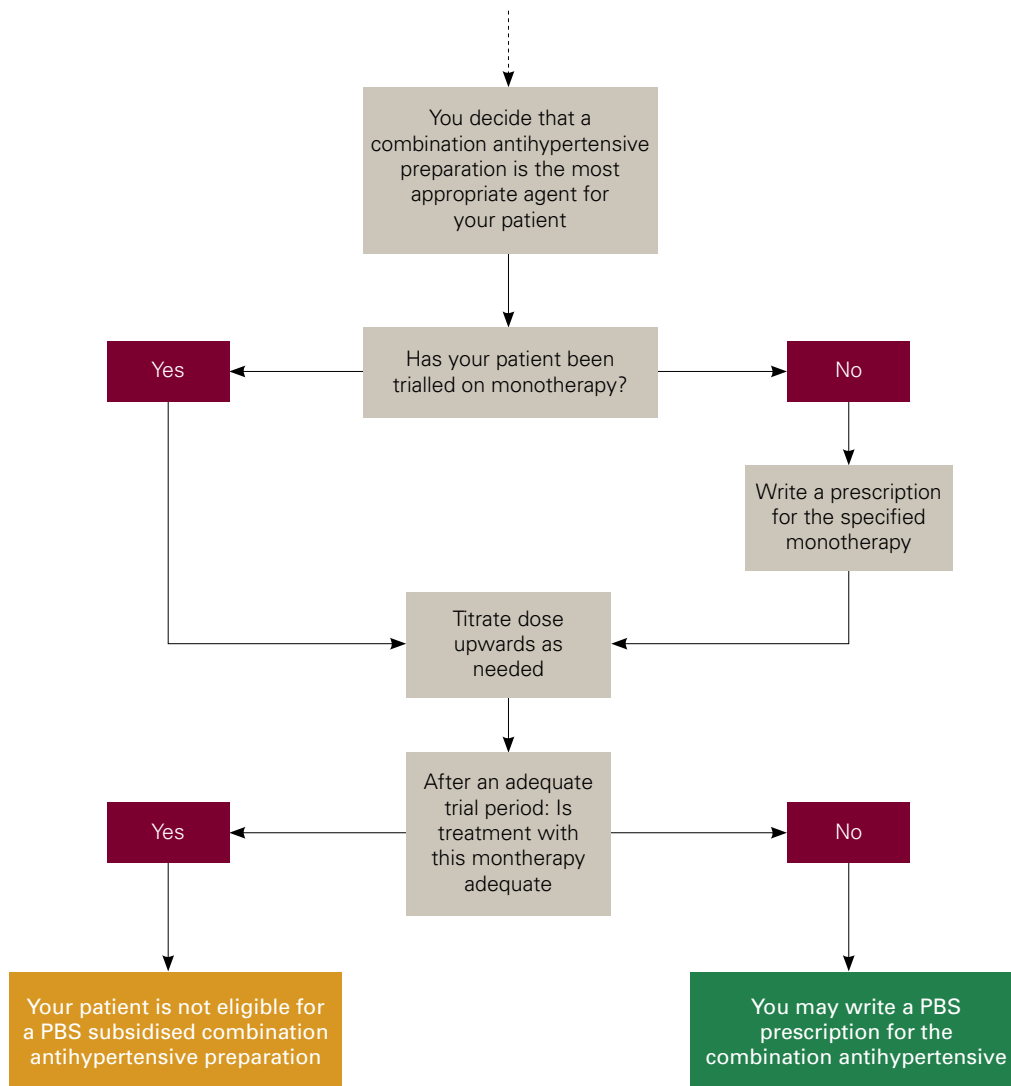 You decide that a
combination antihypertensive
preparation is the most
appropriate agent for
your patient
Yes
Has your patient been
trialled on monotherapy?
No
Write a prescription
for the specified
monotherapy
Titrate dose
upwards as
needed
Yes
After an adequate
trial period: Is
treatment with
this montherapy
adequate
No
Your patient is not eligible for
a PBS subsidised combination
antihypertensive preparation
You may write a PBS
prescription for the
combination antihypertensive